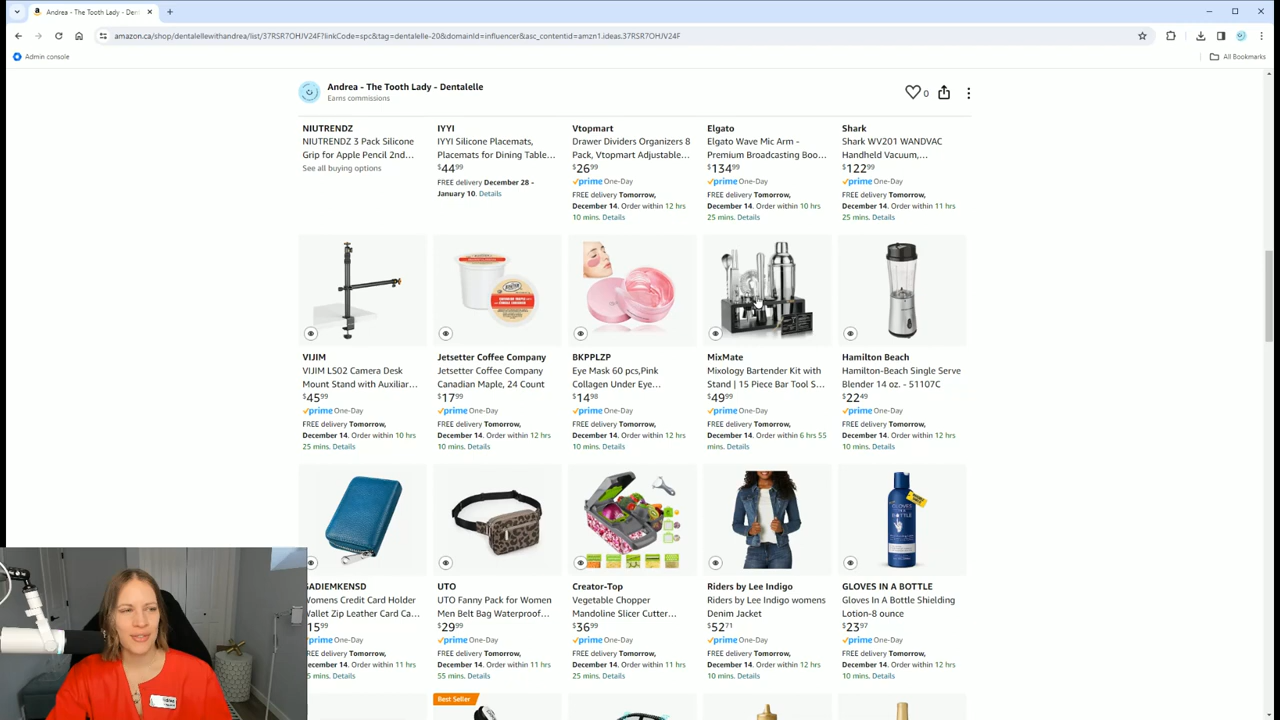 Andrea - The Tooth Lady - Dent
amazon.ca/shop/dentalellewithandrea/list/37RSR7OHJV24F?linkCode=spc&tag=dentalelle-20&domainId=influencer&asc_contentid=amzn1.ideas.37RSR7OHJV24F
Admin console
All Bookmarks
Andrea - The Tooth Lady - Dentalelle
Earns commissions
0
NIUTRENDZ
NIUTRENDZ 3 Pack Silicone
Grip for Apple Pencil 2nd...
See all buying options
IYYI
IYYI Silicone Placemats,
Placemats for Dining Table...
$44.99
FREE delivery December 28 -
January 10. Details
Vtopmart
Drawer Dividers Organizers 8
Pack, Vtopmart Adjustable...
$26.99
prime One-Day
FREE delivery Tomorrow,
December 14. Order within 12 hrs
10 mins. Details
Elgato
Elgato Wave Mic Arm -
Premium Broadcasting Boo...
$134.99
prime One-Day
FREE delivery Tomorrow,
December 14. Order within 10 hrs
25 mins. Details
Shark
Shark WV201 WANDVAC
Handheld Vacuum,...
$122.99
prime One-Day
FREE delivery Tomorrow,
December 14. Order within 11 hrs
25 mins. Details
VIJIM
VIJIM LS02 Camera Desk
Mount Stand with Auxiliar...
$45.99
prime One-Day
FREE delivery Tomorrow,
December 14. Order within 10 hrs
25 mins. Details
Jetsetter Coffee Company
Jetsetter Coffee Company
Canadian Maple, 24 Count
$17.99
prime One-Day
FREE delivery Tomorrow,
December 14. Order within 12 hrs
10 mins. Details
BKPPLZP
Eye Mask 60 pcs,Pink
Collagen Under Eye...
$14.98
prime One-Day
FREE delivery Tomorrow,
December 14. Order within 12 hrs
10 mins. Details
MixMate
Mixology Bartender Kit with
Stand | 15 Piece Bar Tool S...
$49.99
prime One-Day
FREE delivery Tomorrow,
December 14. Order within 6 hrs 55
mins. Details
Hamilton Beach
Hamilton-Beach Single Serve
Blender 14 oz. - 51107C
$22.49
prime One-Day
FREE delivery Tomorrow,
December 14. Order within 12 hrs
10 mins. Details
GADIEMKENSD
Womens Credit Card Holder
Wallet Zip Leather Card Ca...
15.99
prime One-Day
FREE delivery Tomorrow,
December 14. Order within 11 hrs
5 mins. Details
UTO
UTO Fanny Pack for Women
Men Belt Bag Waterproof...
$29.99
prime One-Day
FREE delivery Tomorrow,
December 14. Order within 11 hrs
55 mins. Details
Creator-Top
Vegetable Chopper
Mandoline Slicer Cutter...
$36.99
prime One-Day
FREE delivery Tomorrow,
December 14. Order within 11 hrs
25 mins. Details
Riders by Lee Indigo
Riders by Lee Indigo womens
Denim Jacket
$52.71
prime One-Day
FREE delivery Tomorrow,
December 14. Order within 12 hrs
10 mins. Details
GLOVES IN A BOTTLE
GLOVES IN A BOTTLE
Gloves In A Bottle Shielding
Lotion-8 ounce
$23.97
prime One-Day
FREE delivery Tomorrow,
December 14. Order within 12 hrs
10 mins. Details
Best Seller